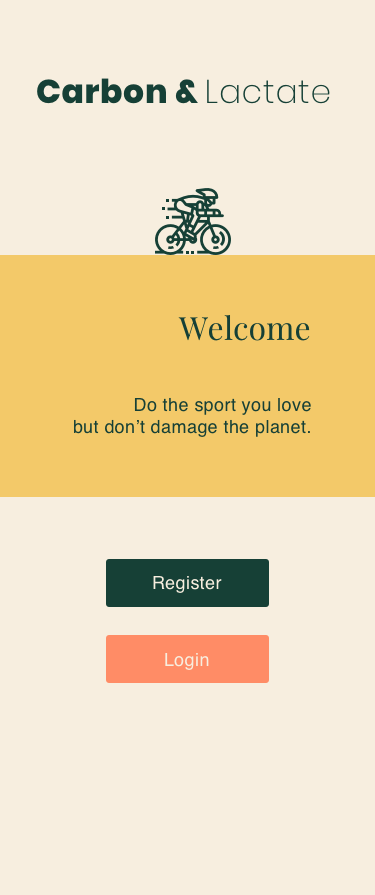 Carbon & Lactate
Welcome
Do the sport you love
but don’t damage the planet.
Register
Login